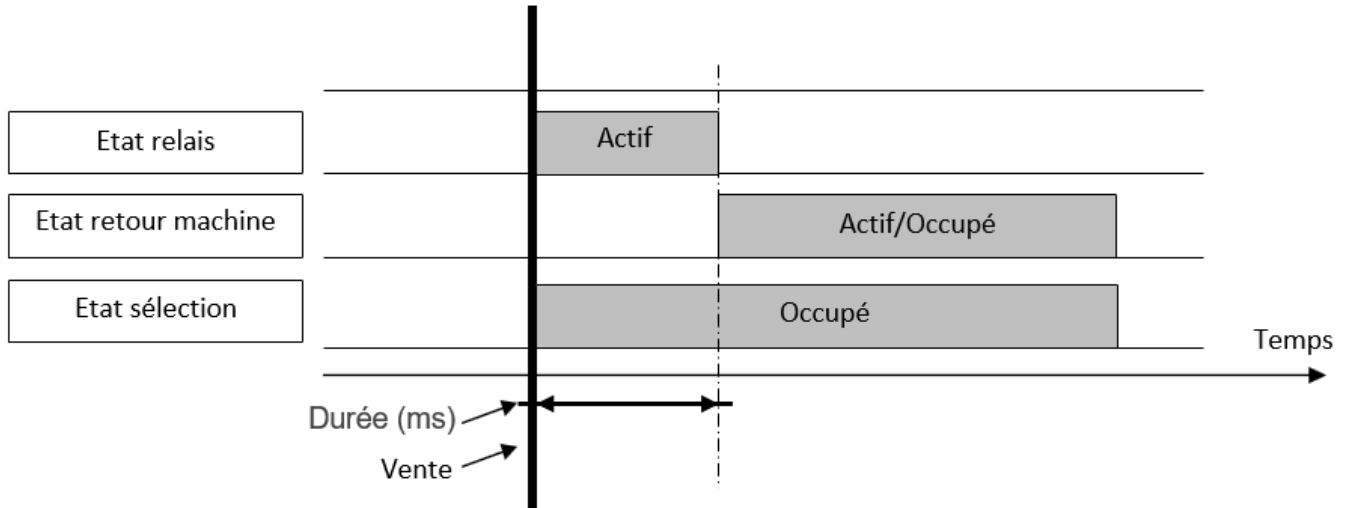 Etat relais
Actif
Etat retour machine
Actif/Occupé
Etat sélection
Occupé
Temps
Durée (ms)
Vente